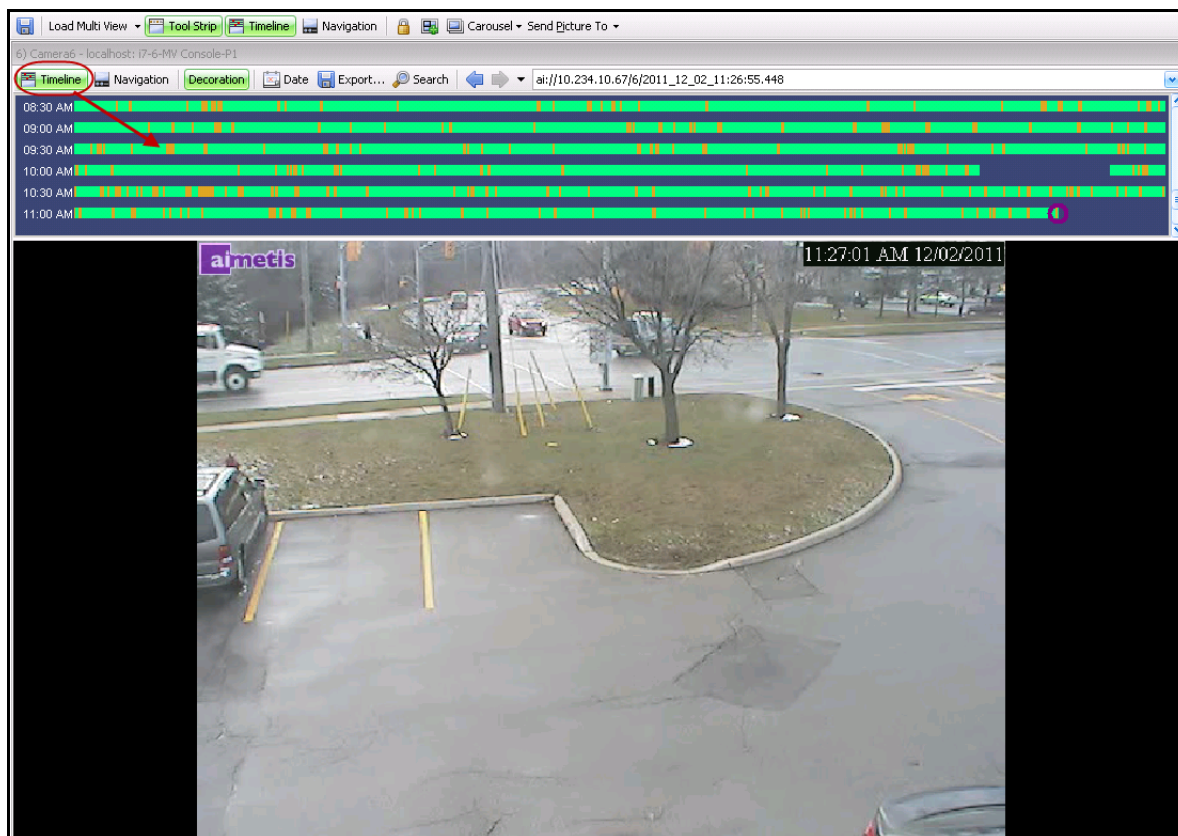 Load Multi View Tool Strip Timeline Navigation Carousel Send Picture To
6) Camera6 - localhost: i7-6-MV Console-P1
Timeline Navigation Decoration Date Export... Search ai://10.234.10.67/6/2011_12_02_11:26:55.448
08:30 AM
09:00 AM
09:30 AM
10:00 AM
10:30 AM
11:00 AM
aimetis 11:27:01 AM 12/02/2011